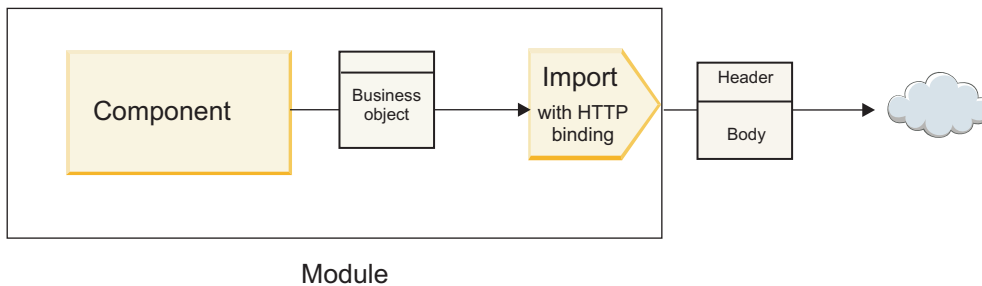 Component
Business
object
Import
with HTTP
binding
Header
Body
Module